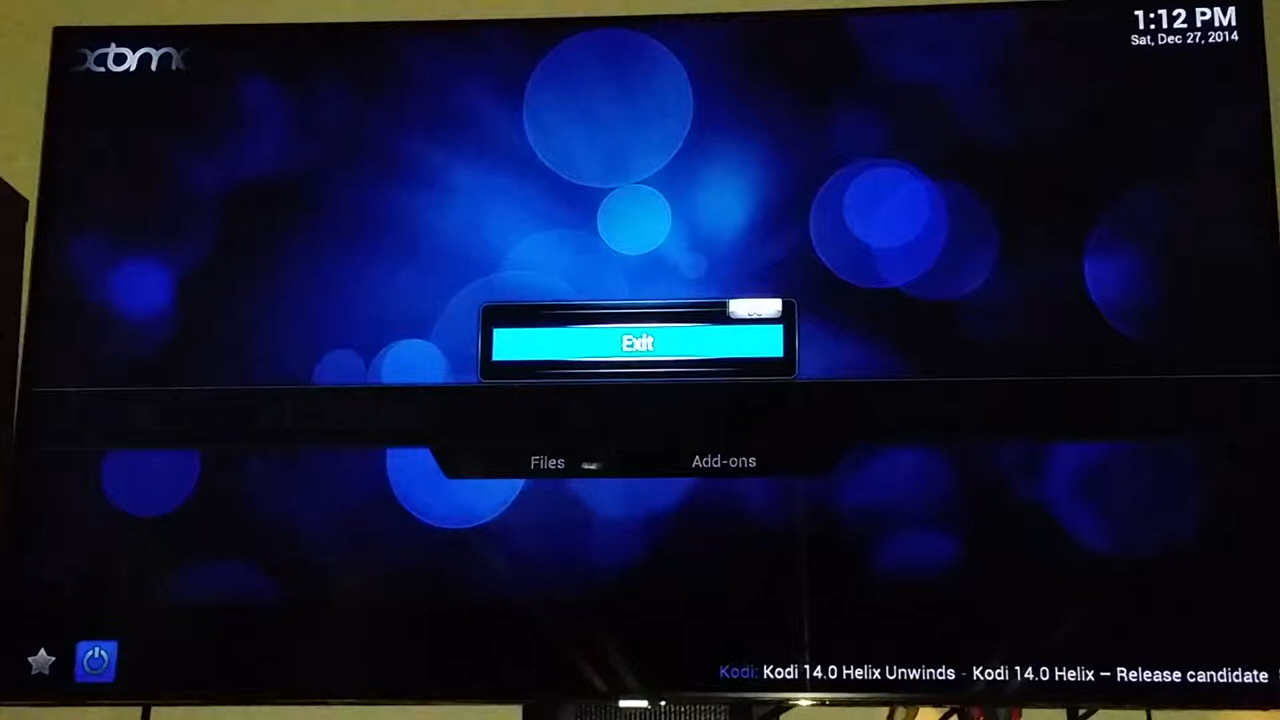 xbmc
1:12 PM
Sat, Dec 27, 2014
Exit
Files
Add-ons
Kodi: Kodi 14.0 Helix Unwinds - Kodi 14.0 Helix – Release candidate